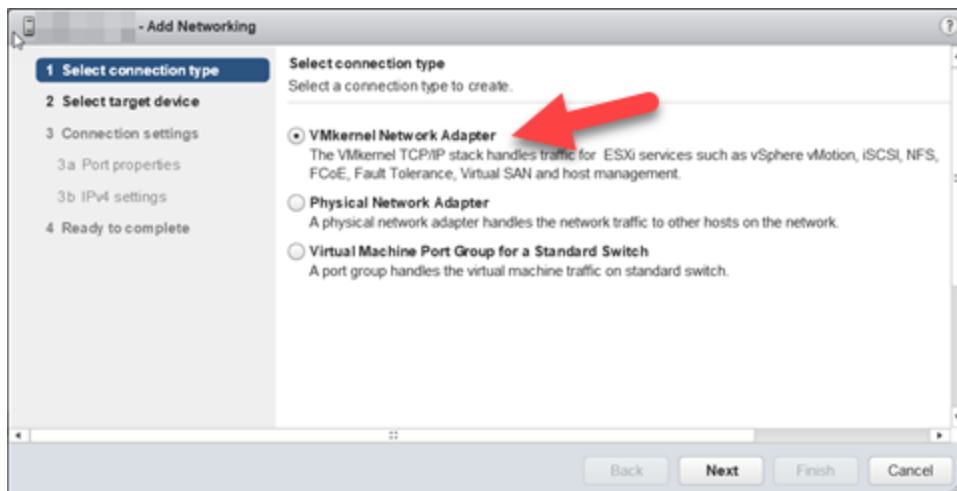 - Add Networking
?
1 Select connection type
2 Select target device
3 Connection settings
3a Port properties
3b IPv4 settings
4 Ready to complete
Select connection type
Select a connection type to create.
VMkernel Network Adapter
The VMkernel TCP/IP stack handles traffic for ESXi services such as vSphere vMotion, iSCSI, NFS,
FCoE, Fault Tolerance, Virtual SAN and host management.
Physical Network Adapter
A physical network adapter handles the network traffic to other hosts on the network.
Virtual Machine Port Group for a Standard Switch
A port group handles the virtual machine traffic on standard switch.
Back
Next
Finish
Cancel